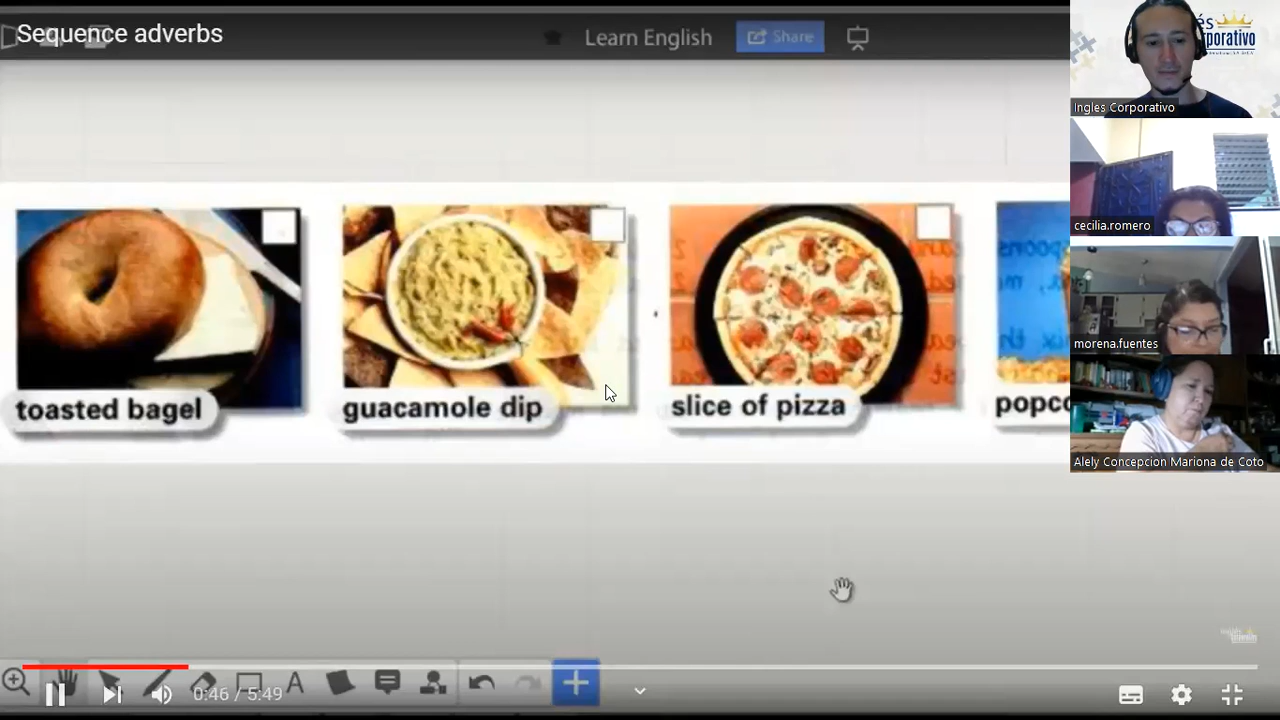 Sequence adverbs
Learn English
Share
Ingles Corporativo
cecilia.romero
morena.fuentes
Alely Concepcion Mariona de Coto
toasted bagel
guacamole dip
slice of pizza
popco
0:46 / 5:49